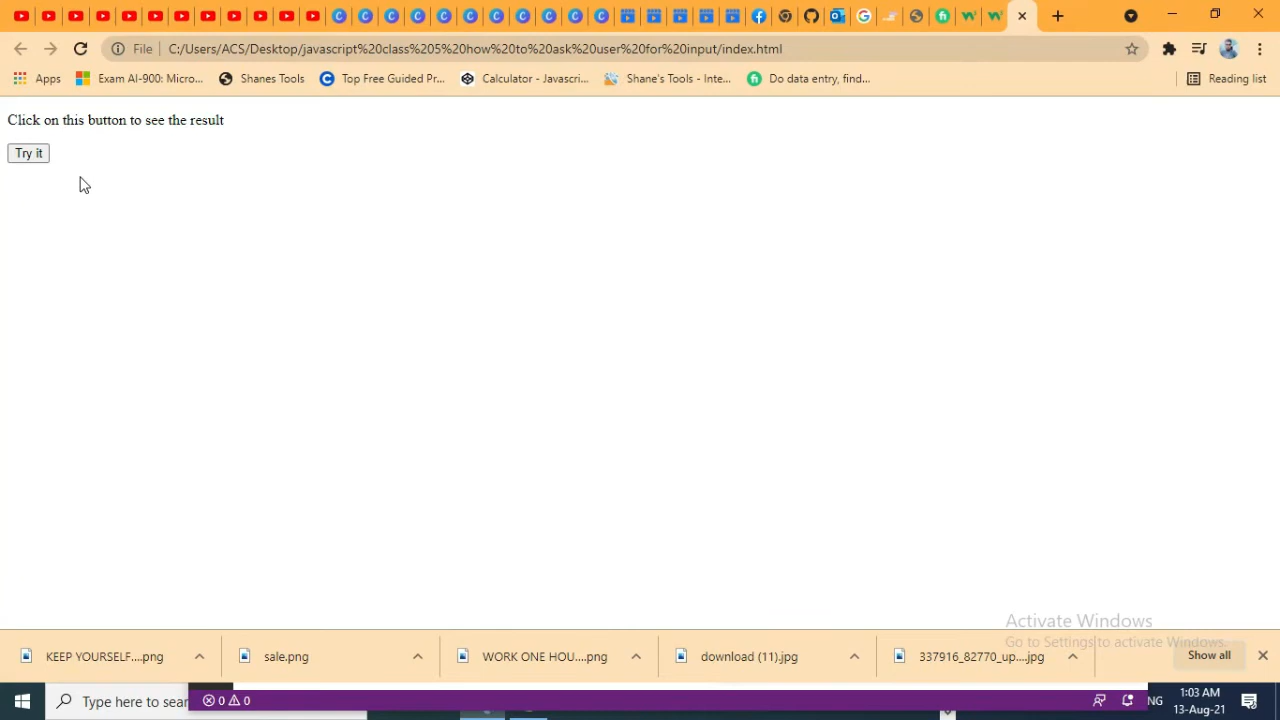 File C:/Users/ACS/Desktop/javascript%20class%205%20how%20to%20ask%20user%20for%20input/index.html
Apps Exam AI-900: Micro... Shanes Tools Top Free Guided Pr... Calculator - Javascri... Shane's Tools - Inte... Do data entry, find... Reading list
Click on this button to see the result
Try it
Activate Windows
Go to Settings to activate Windows.
KEEP YOURSELF....png sale.png WORK ONE HOU....png download (11).jpg 337916_82770_up....jpg Show all
Type here to sear 0 0 NG 1:03 AM
13-Aug-21